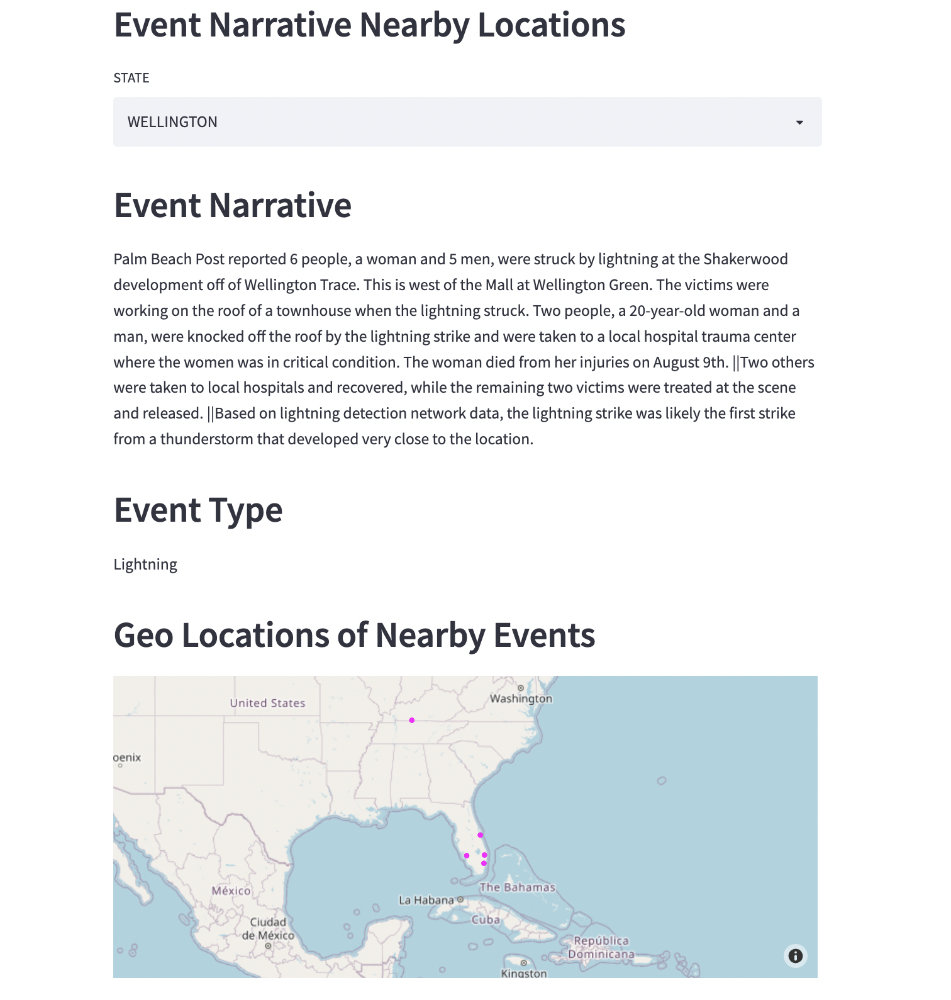 Event Narrative Nearby Locations
STATE
WELLINGTON
Event Narrative
Palm Beach Post reported 6 people, a woman and 5 men, were struck by lightning at the Shakerwood
development off of Wellington Trace. This is west of the Mall at Wellington Green. The victims were
working on the roof of a townhouse when the lightning struck. Two people, a 20-year-old woman and a
man, were knocked off the roof by the lightning strike and were taken to a local hospital trauma center
where the women was in critical condition. The woman died from her injuries on August 9th. ||Two others
were taken to local hospitals and recovered, while the remaining two victims were treated at the scene
and released. ||Based on lightning detection network data, the lightning strike was likely the first strike
from a thunderstorm that developed very close to the location.
Event Type
Lightning
Geo Locations of Nearby Events
Washington
United States
oenix
The Bahamas
México
La Habana
Cuba
Ciudad
de México
República
Dominicana
Kingston